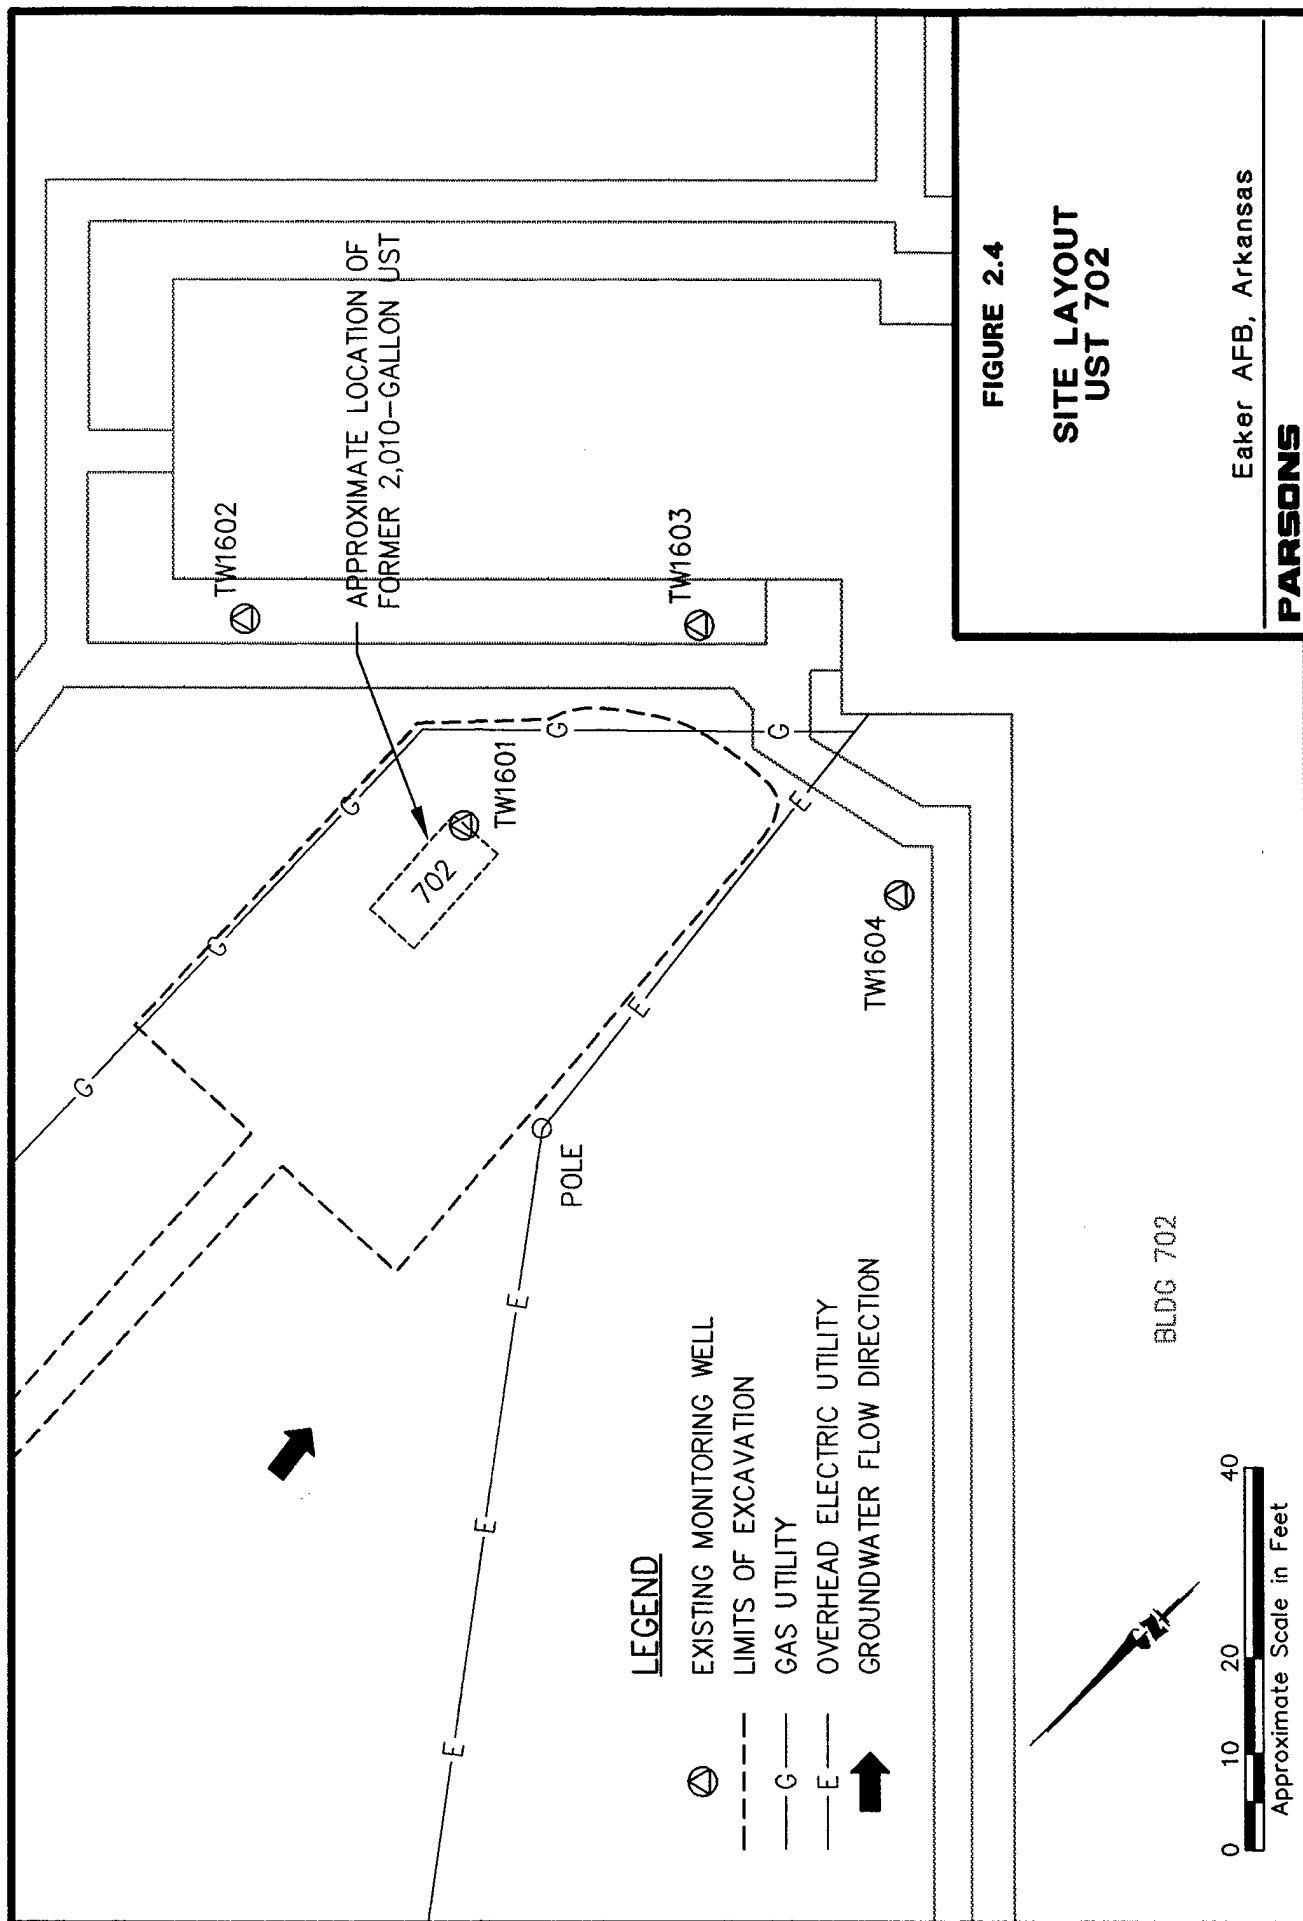 TW1602
APPROXIMATE LOCATION OF
FORMER 2,010-GALLON UST
TW1603
TW1601
702
TW1604
G
G
G
G
G
E
E
POLE
E
E
E
LEGEND
EXISTING MONITORING WELL
LIMITS OF EXCAVATION
G
GAS UTILITY
E
OVERHEAD ELECTRIC UTILITY
GROUNDWATER FLOW DIRECTION
BLDG 702
N
0 10 20 40
Approximate Scale in Feet
FIGURE 2.4
SITE LAYOUT
UST 702
Eaker AFB, Arkansas
PARSONS